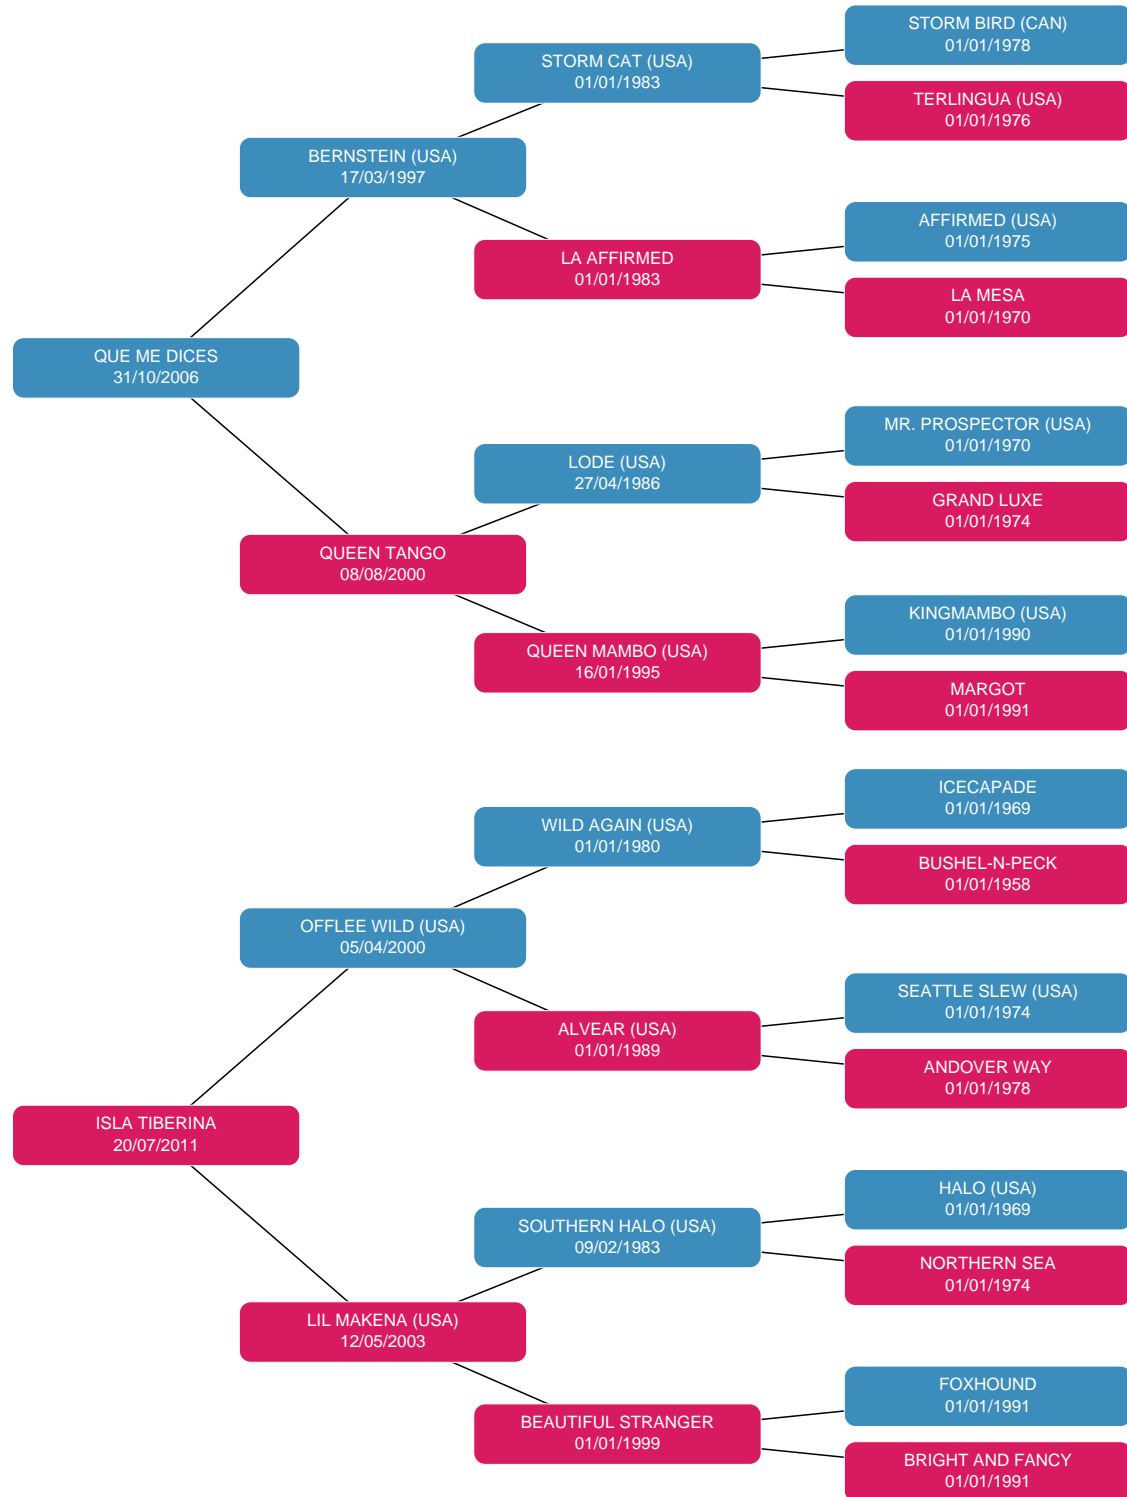 STORM BIRD (CAN)
01/01/1978
STORM CAT (USA)
01/01/1983
TERLINGUA (USA)
01/01/1976
BERNSTEIN (USA)
17/03/1997
AFFIRMED (USA)
01/01/1975
LA AFFIRMED
01/01/1983
LA MESA
01/01/1970
QUE ME DICES
31/10/2006
MR. PROSPECTOR (USA)
01/01/1970
LODE (USA)
27/04/1986
GRAND LUXE
01/01/1974
QUEEN TANGO
08/08/2000
KINGMAMBO (USA)
01/01/1990
QUEEN MAMBO (USA)
16/01/1995
MARGOT
01/01/1991
ICECAPADE
01/01/1969
WILD AGAIN (USA)
01/01/1980
BUSHEL-N-PECK
01/01/1958
OFFLEE WILD (USA)
05/04/2000
SEATTLE SLEW (USA)
01/01/1974
ALVEAR (USA)
01/01/1989
ANDOVER WAY
01/01/1978
ISLA TIBERINA
20/07/2011
HALO (USA)
01/01/1969
SOUTHERN HALO (USA)
09/02/1983
NORTHERN SEA
01/01/1974
LIL MAKENA (USA)
12/05/2003
FOXHOUND
01/01/1991
BEAUTIFUL STRANGER
01/01/1999
BRIGHT AND FANCY
01/01/1991